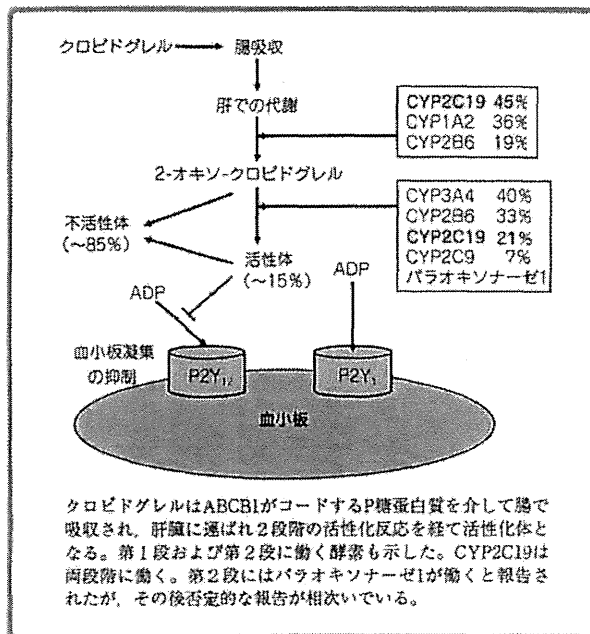 クロピドグレル
腸吸収
肝での代謝
CYP2C19 45%
CYP1A2 36%
CYP2B6 19%
2-オキソ-クロピドグレル
CYP3A4 40%
CYP2B6 33%
CYP2C19 21%
CYP2C9 7%
パラオキソナーゼ1
不活性体
(～85%)
活性体
(～15%)
ADP
ADP
血小板凝集
の抑制
P2Y₁₂
P2Y₁
血小板
クロピドグレルはABCB1がコードするP糖蛋白質を介して腸で
吸収され，肝臓に運ばれ2段階の活性化反応を経て活性化体と
なる。第1段および第2段に働く酵素も示した。CYP2C19は
両段階に働く。第2段にはパラオキソナーゼ1が働くと報告さ
れたが，その後否定的な報告が相次いでいる。